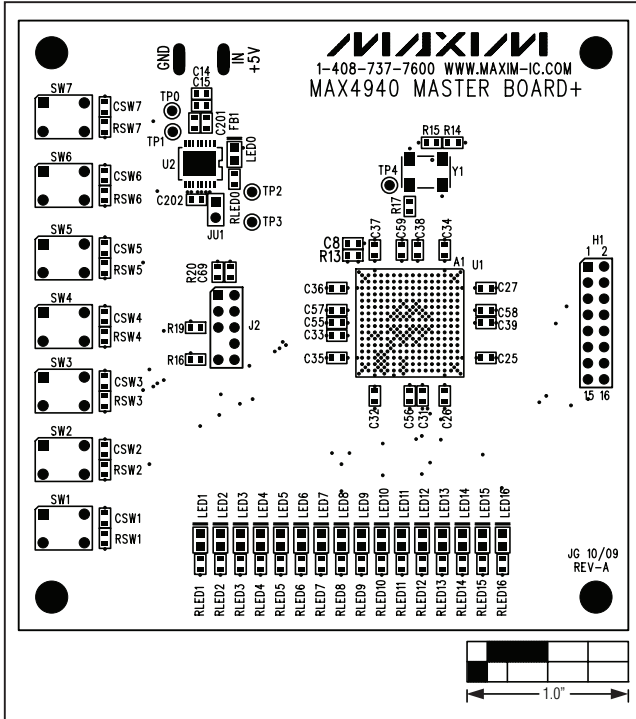 GND
IN
+5V
MAXIM
1-408-737-7600 WWW.MAXIM-IC.COM
MAX4940 MASTER BOARD+
C14
C15
TP0
TP1
C201
FB1
LED0
U2
RLED0
C202
JU1
TP2
TP3
R15 R14
TP4
Y1
R17
SW7
CSW7
RSW7
SW6
CSW6
RSW6
SW5
CSW5
RSW5
SW4
CSW4
RSW4
SW3
CSW3
RSW3
SW2
CSW2
RSW2
SW1
CSW1
RSW1
R20
C69
J2
R19
R16
C8
R13
C37
C59
C38
C34
A1 U1
C36
C57
C55
C33
C35
C27
C58
C39
C25
C32
C56
C31
C26
H1
1 2
15 16
LED1 LED2 LED3 LED4 LED5 LED6 LED7 LED8 LED9 LED10 LED11 LED12 LED13 LED14 LED15 LED16
RLED1 RLED2 RLED3 RLED4 RLED5 RLED6 RLED7 RLED8 RLED9 RLED10 RLED11 RLED12 RLED13 RLED14 RLED15 RLED16
JG 10/09
REV-A
1.0"